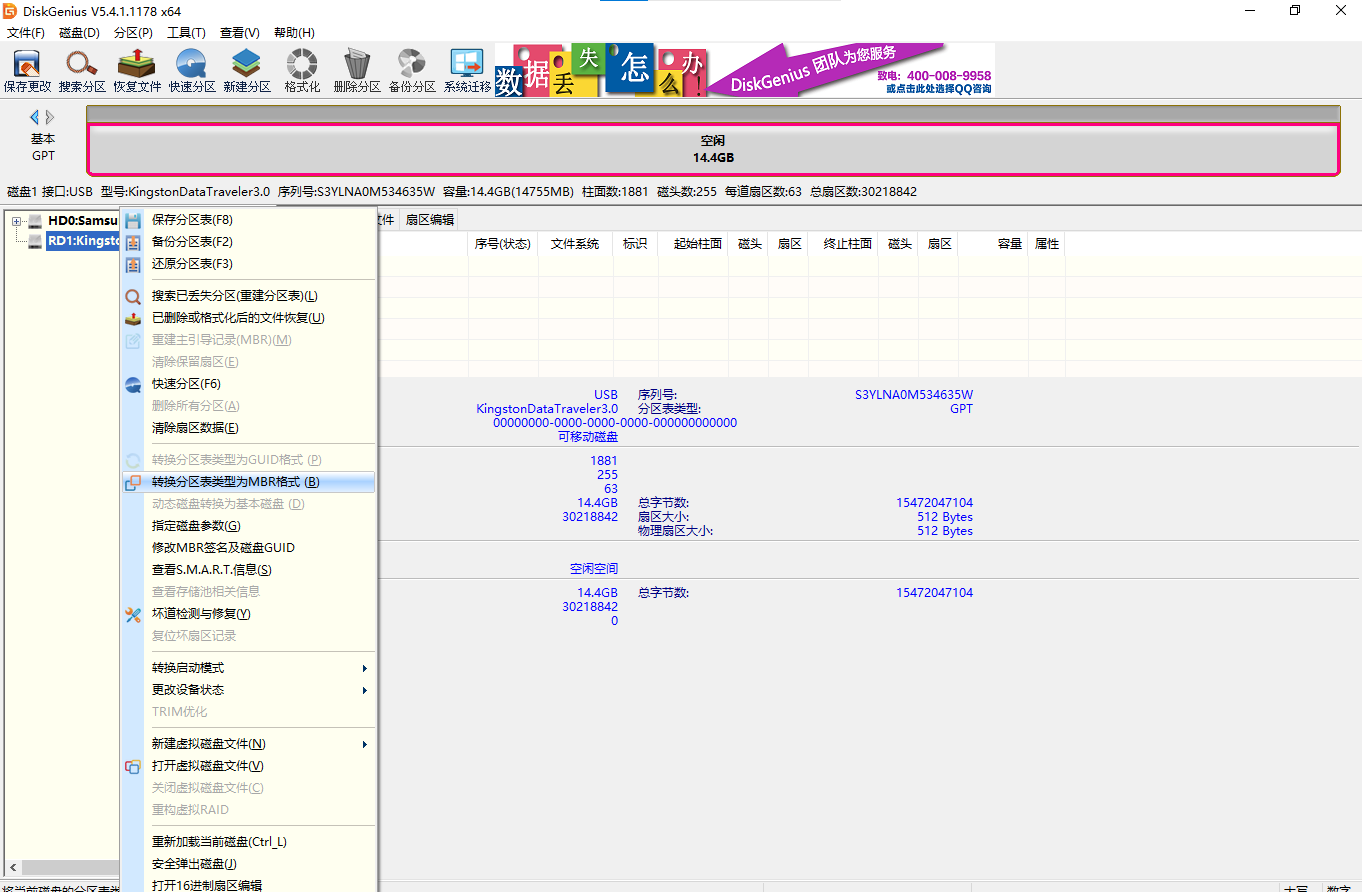 DiskGenius V5.4.1.1178 x64
文件(F) 磁盘(D) 分区(P) 工具(T) 查看(V) 帮助(H)
保存更改 搜索分区 恢复文件 快速分区 新建分区 格式化 删除分区 备份分区 系统迁移
数据丢失怎么办!
DiskGenius 团队为您服务
致电：400-008-9958
或点击此处选择QQ咨询
基本
GPT
空闲
14.4GB
磁盘1 接口:USB 型号:KingstonDataTraveler3.0 序列号:S3YLNA0M534635W 容量:14.4GB(14755MB) 柱面数:1881 磁头数:255 每道扇区数:63 总扇区数:30218842
HD0:Samsu
RD1:Kingsto
保存分区表(F8)
备份分区表(F2)
还原分区表(F3)
搜索已丢失分区(重建分区表)(L)
已删除或格式化后的文件恢复(U)
重建主引导记录(MBR)(M)
清除保留扇区(E)
快速分区(F6)
删除所有分区(A)
清除扇区数据(E)
转换分区表类型为GUID格式 (P)
转换分区表类型为MBR格式 (B)
动态磁盘转换为基本磁盘 (D)
指定磁盘参数(G)
修改MBR签名及磁盘GUID
查看S.M.A.R.T.信息(S)
查看存储池相关信息
坏道检测与修复(Y)
复位坏扇区记录
转换启动模式
更改设备状态
TRIM优化
新建虚拟磁盘文件(N)
打开虚拟磁盘文件(V)
关闭虚拟磁盘文件(C)
重构虚拟RAID
重新加载当前磁盘(Ctrl_L)
安全弹出磁盘(J)
打开16进制扇区编辑
件 扇区编辑
序号(状态) 文件系统 标识 起始柱面 磁头 扇区 终止柱面 磁头 扇区 容量 属性
USB 序列号: S3YLNA0M534635W
KingstonDataTraveler3.0 分区表类型: GPT
00000000-0000-0000-0000-000000000000
可移动磁盘
1881
255
63
14.4GB 总字节数: 15472047104
30218842 扇区大小: 512 Bytes
物理扇区大小: 512 Bytes
空闲空间
14.4GB 总字节数: 15472047104
30218842
0
将当前磁盘的分区表类 大写 数字